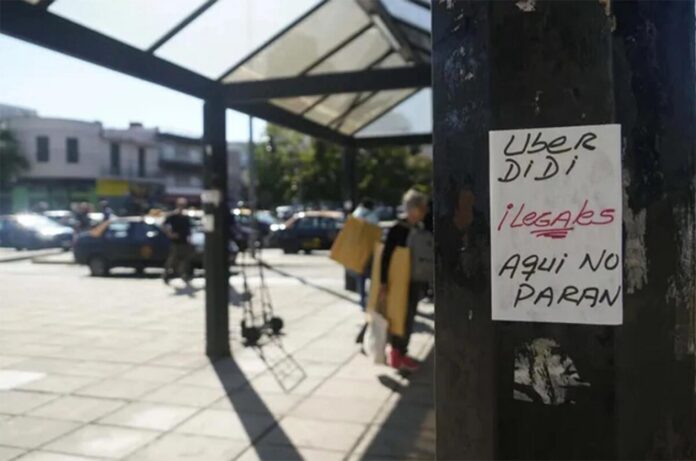 UBER
DIDI
iLEGALES
AQUI NO
PARAN